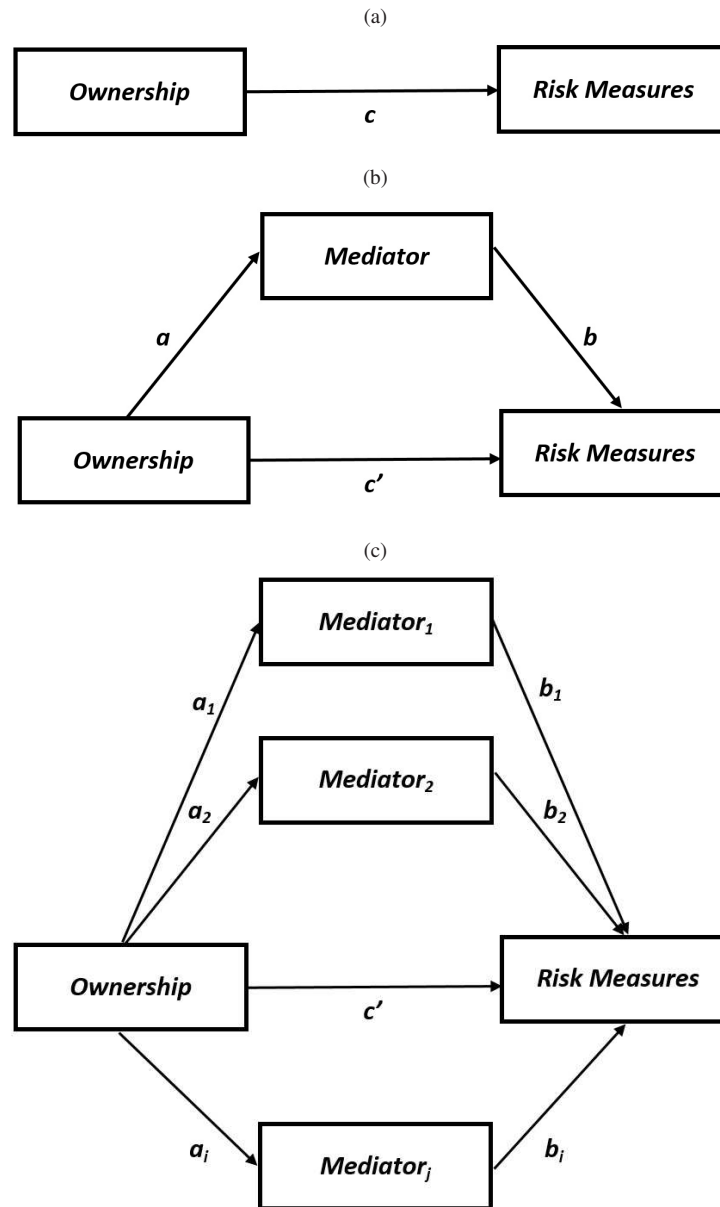 (a)
Ownership
Risk Measures
c
(b)
Mediator
a
b
Ownership
Risk Measures
c’
(c)
Mediator₁
a₁
b₁
Mediator₂
a₂
b₂
Ownership
Risk Measures
c’
aᵢ
bᵢ
Mediatorⱼ